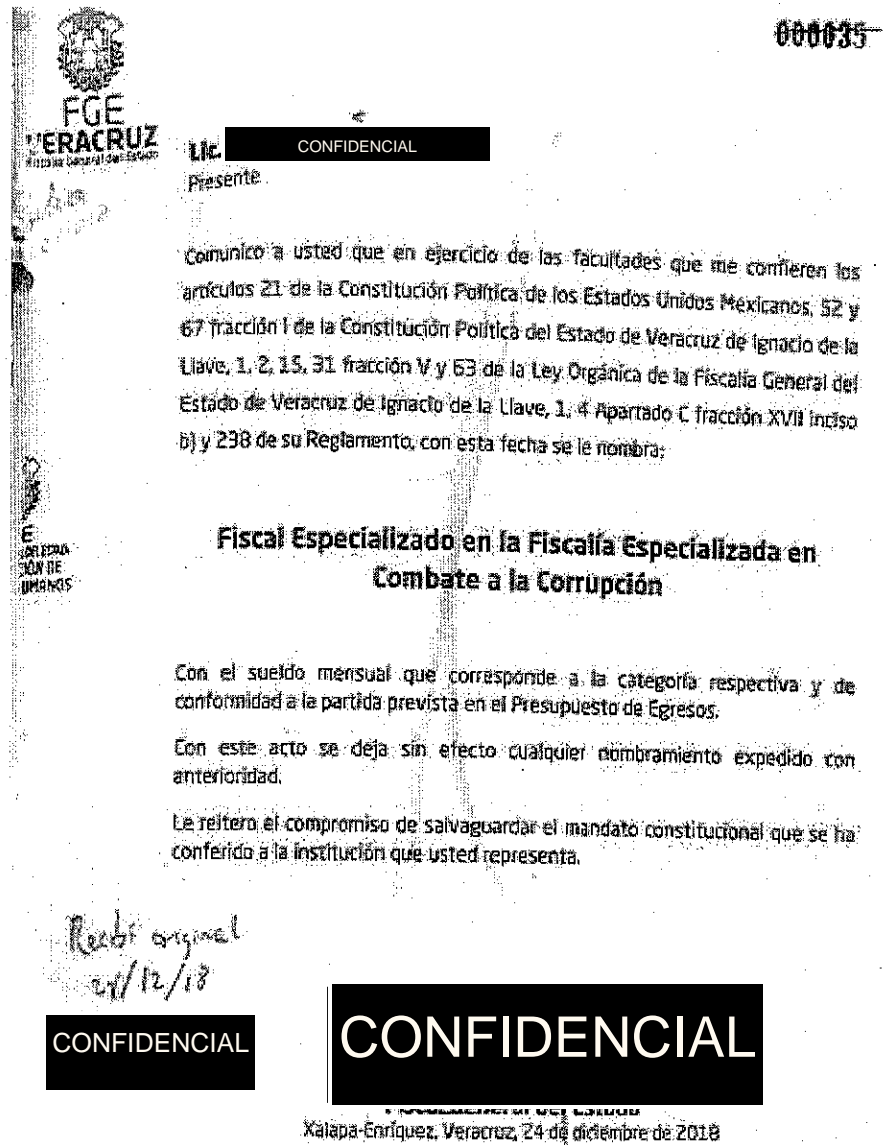 000035
FGE
VERACRUZ
Fiscalía General del Estado
Lic. CONFIDENCIAL
Presente
Comunico a usted que en ejercicio de las facultades que me confieren los
artículos 21 de la Constitución Política de los Estados Unidos Mexicanos, 52 y
67 fracción I de la Constitución Política del Estado de Veracruz de Ignacio de la
Llave, 1, 2, 15, 31 fracción V y 63 de la Ley Orgánica de la Fiscalía General del
Estado de Veracruz de Ignacio de la Llave, 1, 4 Apartado C fracción XVII inciso
b) y 238 de su Reglamento, con esta fecha se le nombra:
Fiscal Especializado en la Fiscalía Especializada en
Combate a la Corrupción
Con el sueldo mensual que corresponde a la categoría respectiva y de
conformidad a la partida prevista en el Presupuesto de Egresos.
Con este acto se deja sin efecto cualquier nombramiento expedido con
anterioridad.
Le reitero el compromiso de salvaguardar el mandato constitucional que se ha
conferido a la institución que usted representa.
Recibí original
/12/18
CONFIDENCIAL
CONFIDENCIAL
Xalapa-Enríquez, Veracruz, 24 de diciembre de 2018